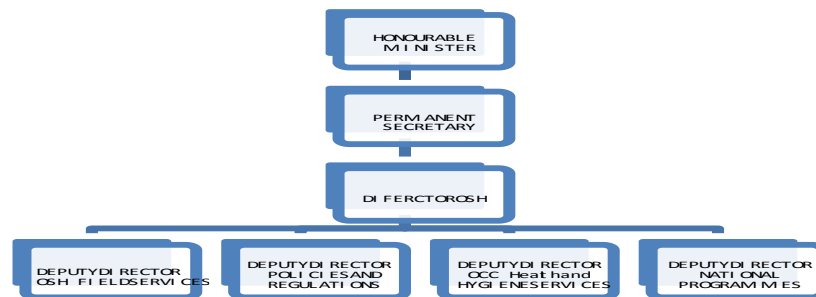 HONOURABLE
MINISTER
PERMANENT
SECRETARY
DIFERCTOROSH
DEPUTYDIRECTOR
OSH FIELDSERVICES
DEPUTYDIRECTOR
POLICIESAND
REGULATIONS
DEPUTYDIRECTOR
OCC Heathand
HYGIENESERVICES
DEPUTYDIRECTOR
NATIONAL
PROGRAMMES